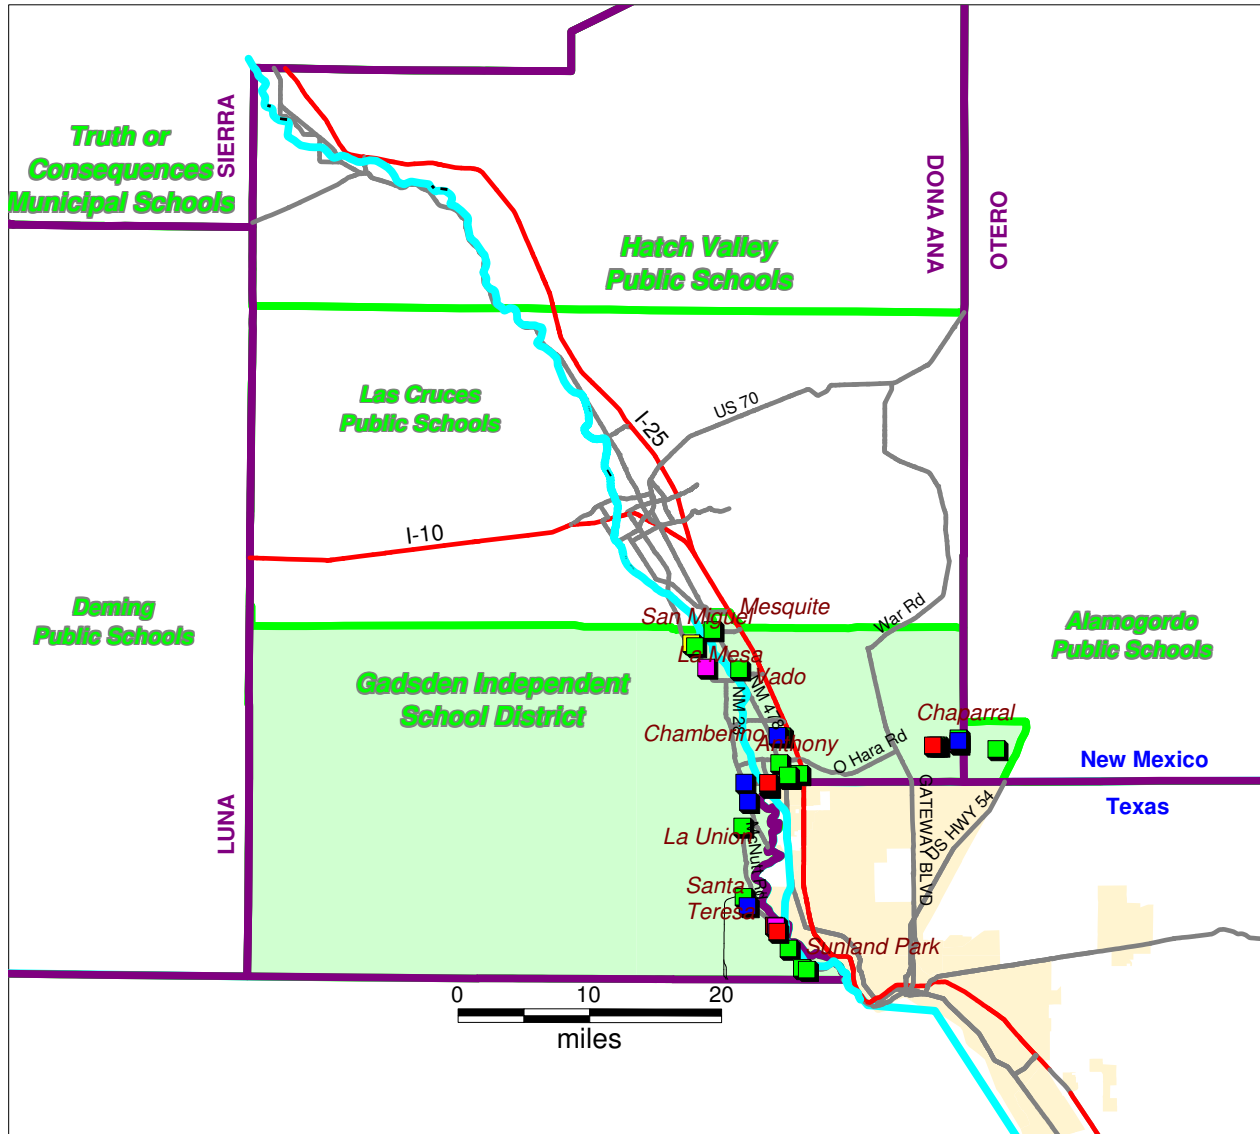 SIERRA
Truth or
Consequences
Municipal Schools
DONA ANA
OTERO
Hatch Valley
Public Schools
Las Cruces
Public Schools
I-25
US 70
I-10
Deming
Public Schools
San Miguel
Mesquite
War Rd
Alamogordo
Public Schools
La Mesa
Vado
Gadsden Independent
School District
NM 28
NM 478
Chaparral
Chamberino
Anthony
O Hara Rd
New Mexico
Texas
LUNA
GATEWAY BLVD
US HWY 54
La Union
McNutt Rd
Santa
Teresa
Sunland Park
0 10 20
miles